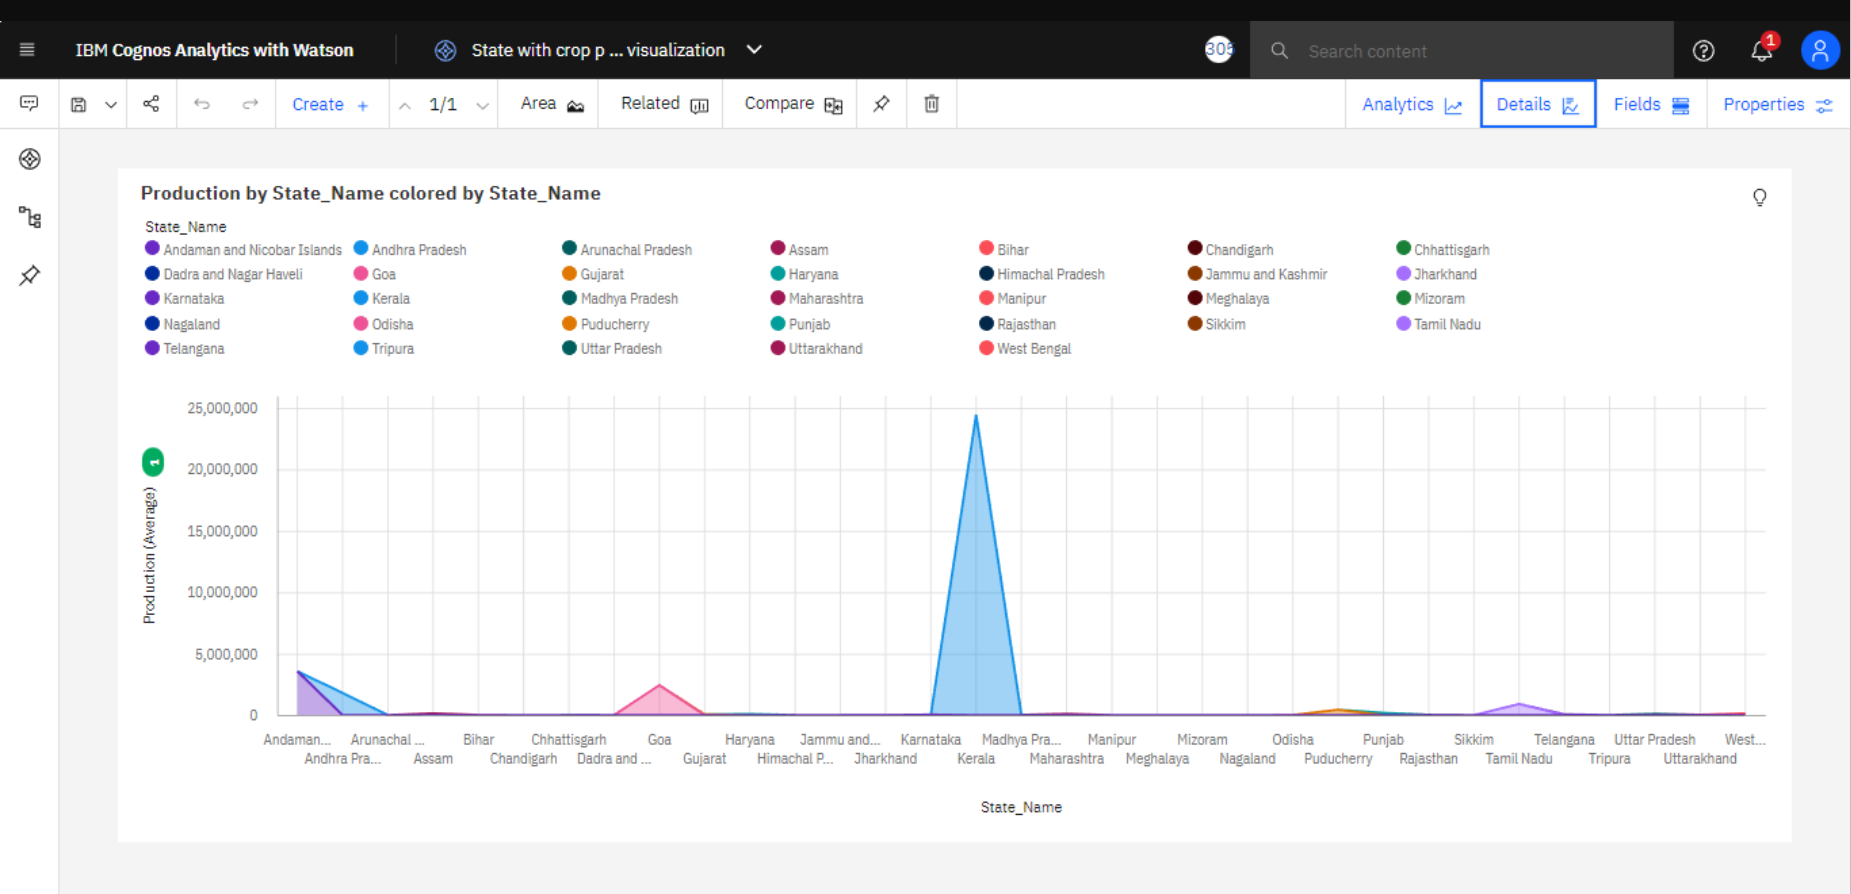 IBM Cognos Analytics with Watson
State with crop p ... visualization
305
Search content
1
Create +
1/1
Area
Related
Compare
Analytics
Details
Fields
Properties
Production by State_Name colored by State_Name
State_Name
Andaman and Nicobar Islands Andhra Pradesh Arunachal Pradesh Assam Bihar Chandigarh Chhattisgarh
Dadra and Nagar Haveli Goa Gujarat Haryana Himachal Pradesh Jammu and Kashmir Jharkhand
Karnataka Kerala Madhya Pradesh Maharashtra Manipur Meghalaya Mizoram
Nagaland Odisha Puducherry Punjab Rajasthan Sikkim Tamil Nadu
Telangana Tripura Uttar Pradesh Uttarakhand West Bengal
25,000,000
20,000,000
15,000,000
10,000,000
5,000,000
0
Production (Average)
1
Andaman... Arunachal ... Bihar Chhattisgarh Goa Haryana Jammu and... Karnataka Madhya Pra... Manipur Mizoram Odisha Punjab Sikkim Telangana Uttar Pradesh West...
Andhra Pra... Assam Chandigarh Dadra and ... Gujarat Himachal P... Jharkhand Kerala Maharashtra Meghalaya Nagaland Puducherry Rajasthan Tamil Nadu Tripura Uttarakhand
State_Name